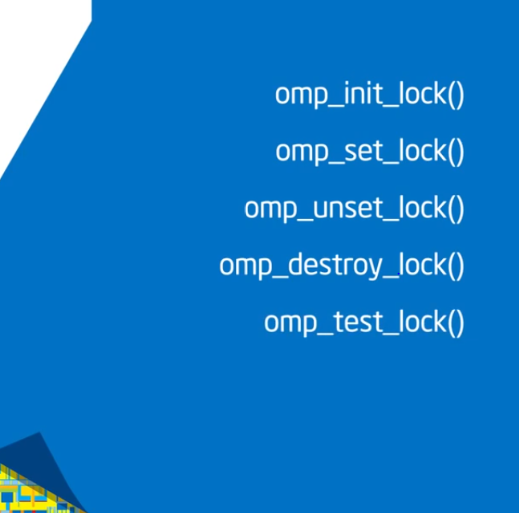 omp_init_lock()
omp_set_lock()
omp_unset_lock()
omp_destroy_lock()
omp_test_lock()